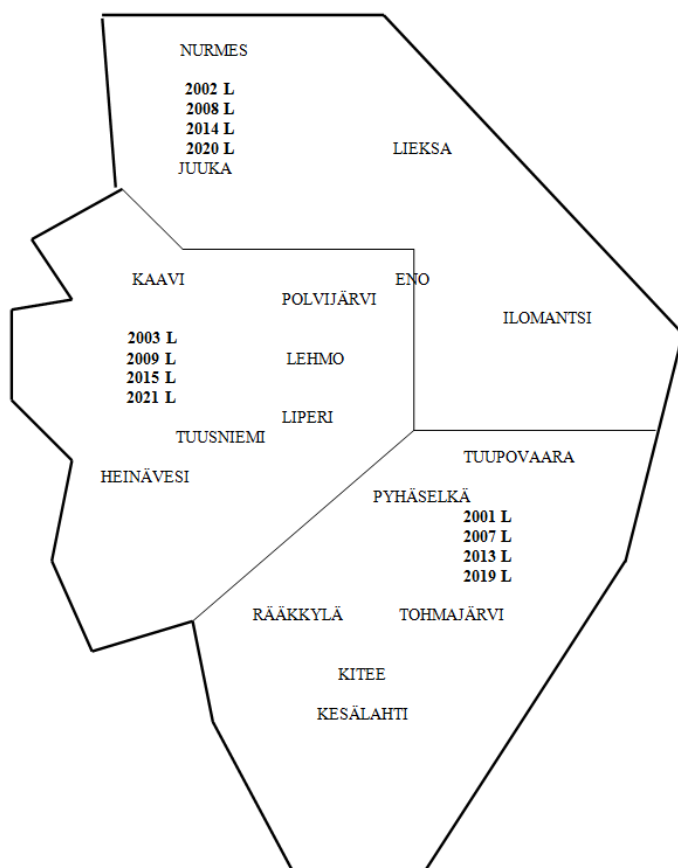 NURMES
2002 L
2008 L
2014 L
2020 L
JUUKA
LIEKSA
KAAVI
POLVIJÄRVI
ENO
ILOMANTSI
2003 L
2009 L
2015 L
2021 L
LEHMO
LIPERI
TUUSNIEMI
HEINÄVESI
TUUPOVAARA
PYHÄSELKÄ
2001 L
2007 L
2013 L
2019 L
RÄÄKKYLÄ
TOHMAJÄRVI
KITEE
KESÄLAHTI